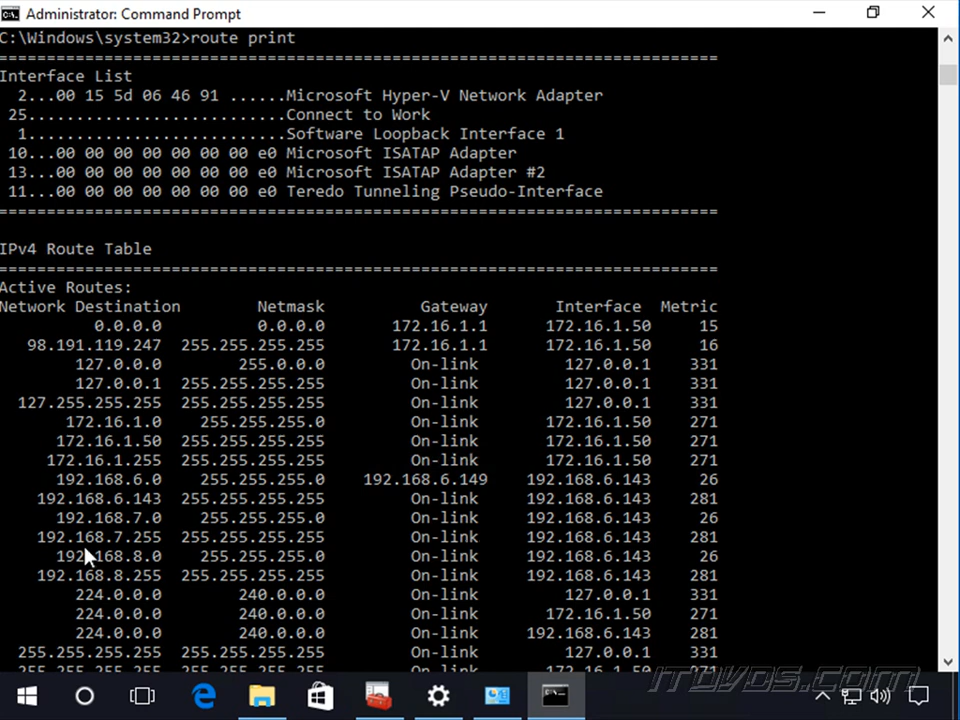 Administrator: Command Prompt
C:\Windows\system32>route print
===========================================================================
Interface List
  2...00 15 5d 06 46 91 ......Microsoft Hyper-V Network Adapter
 25...........................Connect to Work
  1...........................Software Loopback Interface 1
 10...00 00 00 00 00 00 00 e0 Microsoft ISATAP Adapter
 13...00 00 00 00 00 00 00 e0 Microsoft ISATAP Adapter #2
 11...00 00 00 00 00 00 00 e0 Teredo Tunneling Pseudo-Interface
===========================================================================
IPv4 Route Table
===========================================================================
Active Routes:
Network Destination        Netmask          Gateway       Interface  Metric
          0.0.0.0          0.0.0.0       172.16.1.1      172.16.1.50     15
   98.191.119.247  255.255.255.255       172.16.1.1      172.16.1.50     16
        127.0.0.0        255.0.0.0         On-link         127.0.0.1    331
        127.0.0.1  255.255.255.255         On-link         127.0.0.1    331
  127.255.255.255  255.255.255.255         On-link         127.0.0.1    331
       172.16.1.0    255.255.255.0         On-link       172.16.1.50    271
      172.16.1.50  255.255.255.255         On-link       172.16.1.50    271
     172.16.1.255  255.255.255.255         On-link       172.16.1.50    271
      192.168.6.0    255.255.255.0    192.168.6.149    192.168.6.143     26
    192.168.6.143  255.255.255.255         On-link     192.168.6.143    281
      192.168.7.0    255.255.255.0         On-link     192.168.6.143     26
    192.168.7.255  255.255.255.255         On-link     192.168.6.143    281
      192.168.8.0    255.255.255.0         On-link     192.168.6.143     26
    192.168.8.255  255.255.255.255         On-link     192.168.6.143    281
        224.0.0.0        240.0.0.0         On-link         127.0.0.1    331
        224.0.0.0        240.0.0.0         On-link       172.16.1.50    271
        224.0.0.0        240.0.0.0         On-link     192.168.6.143    281
  255.255.255.255  255.255.255.255         On-link         127.0.0.1    331
  255.255.255.255  255.255.255.255         On-link       172.16.1.50    271
itdvds.com